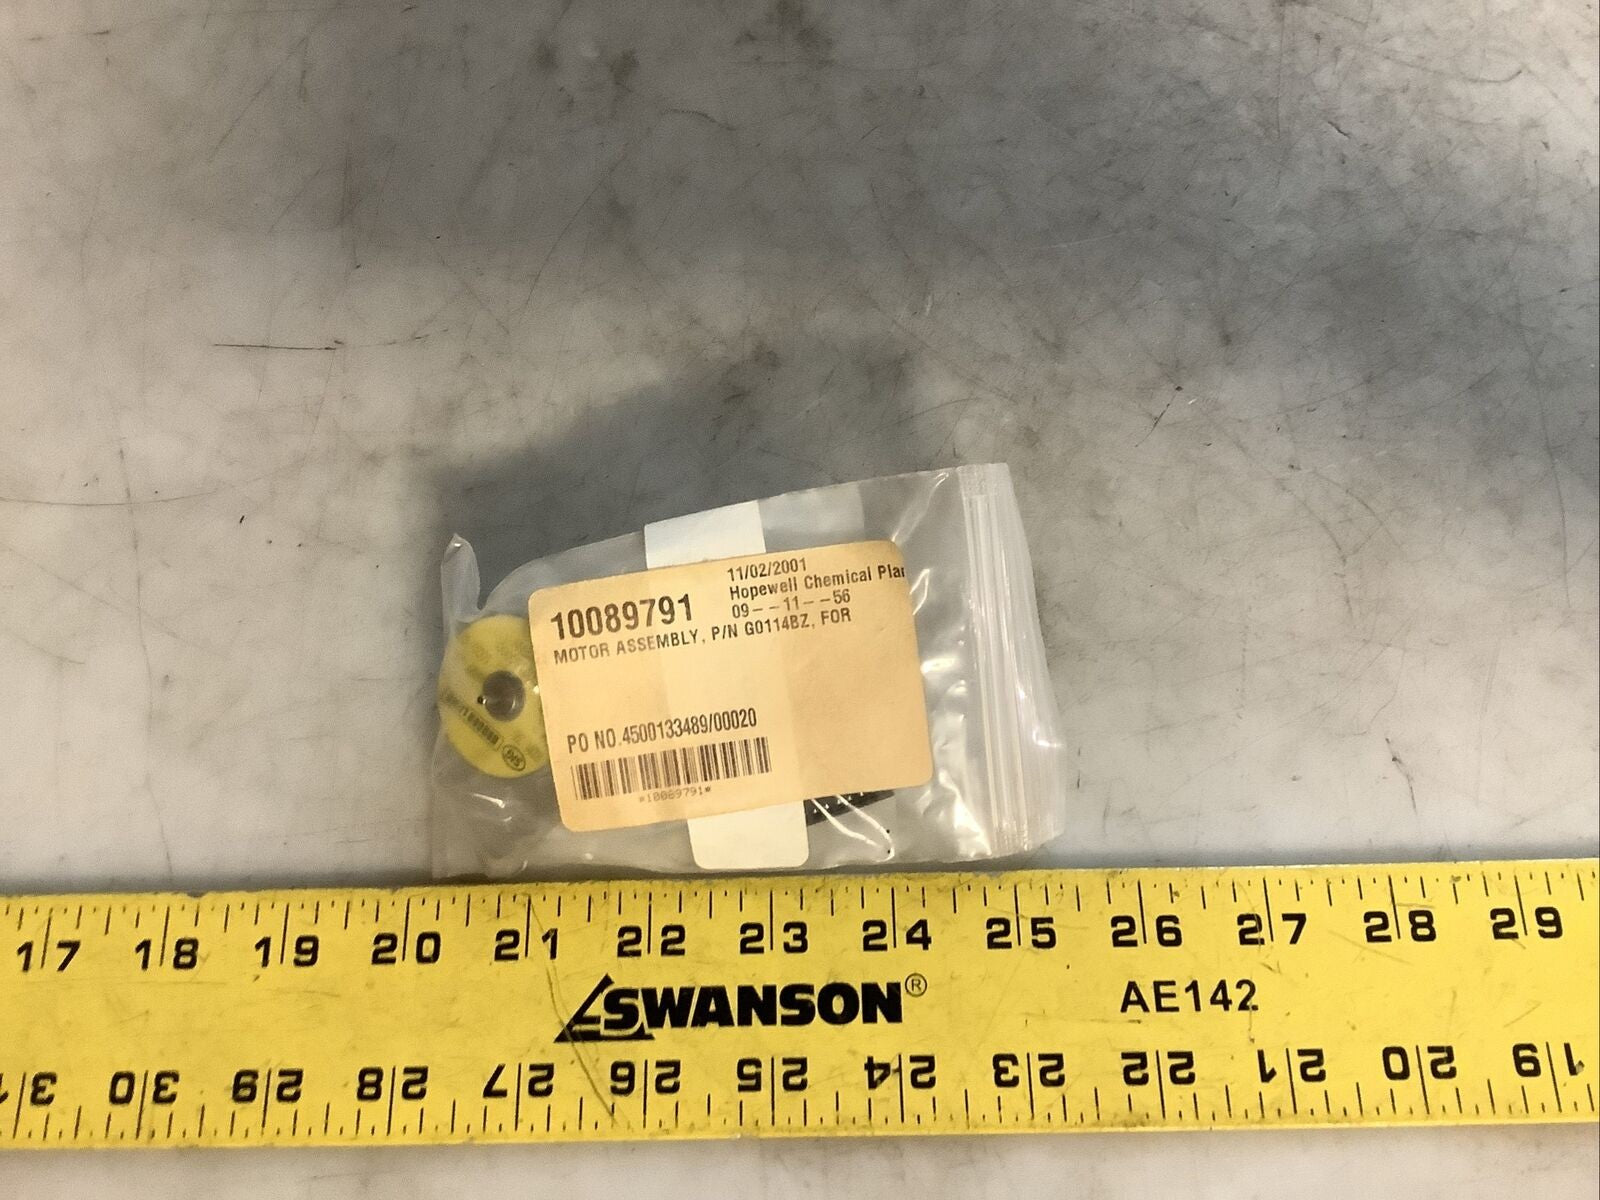 11/02/2001
Hopewell Chemical Plan
10089791
09--11--56
MOTOR ASSEMBLY, P/N G0114BZ, FOR
PO NO.4500133489/00020
*10089791*
17 18 19 20 21 22 23 24 25 26 27 28 29
SWANSON®
AE142
19 20 21 22 23 24 25 26 27 28 29 30 31